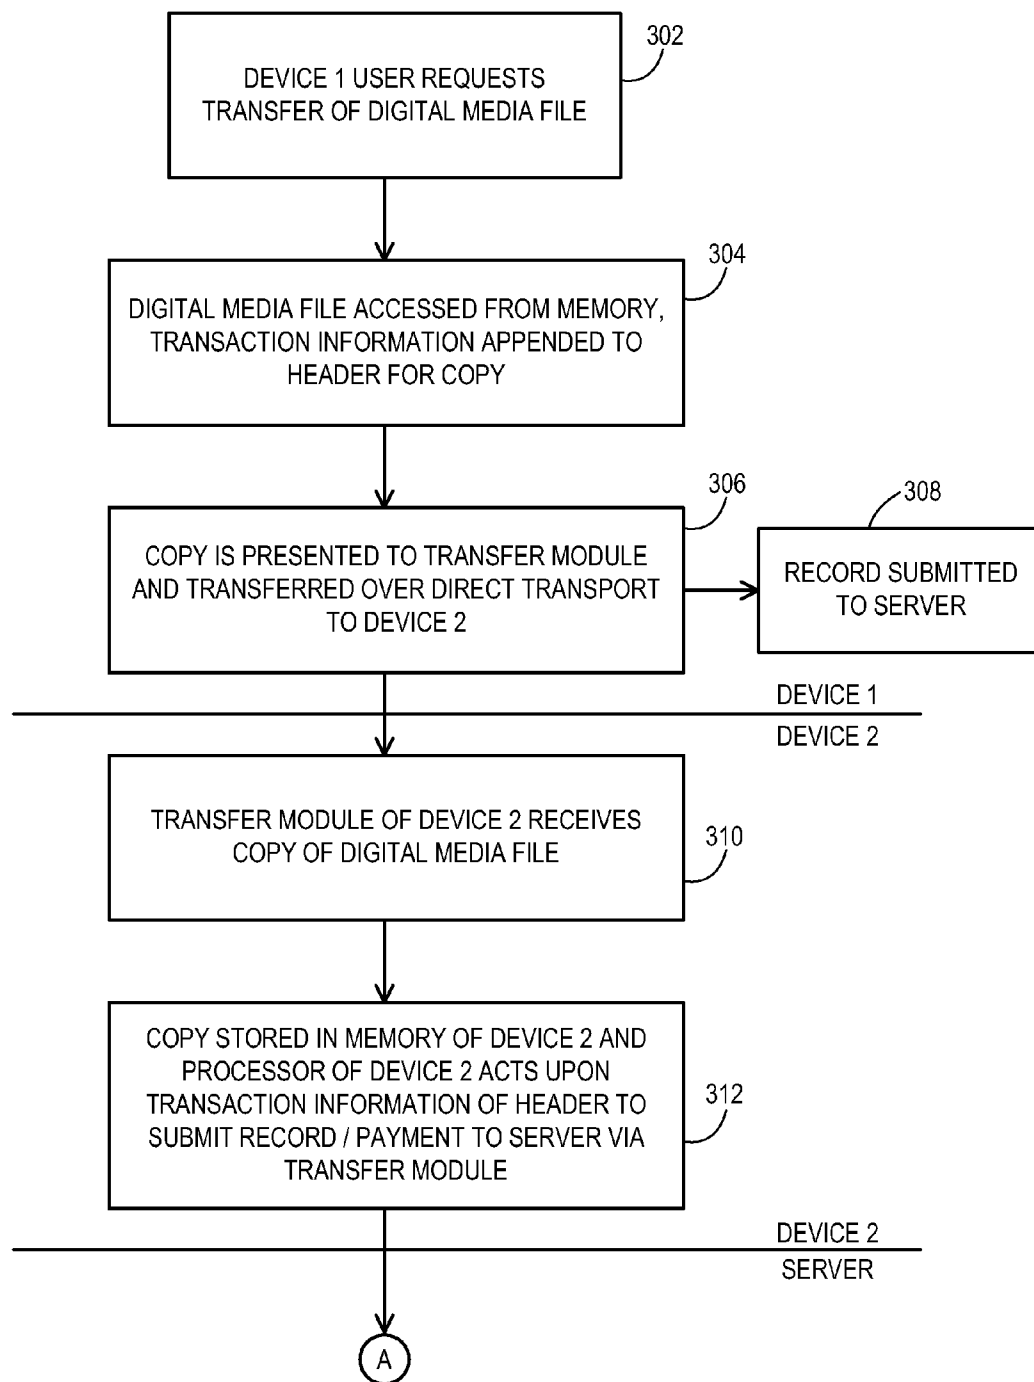 302
DEVICE 1 USER REQUESTS
TRANSFER OF DIGITAL MEDIA FILE
304
DIGITAL MEDIA FILE ACCESSED FROM MEMORY,
TRANSACTION INFORMATION APPENDED TO
HEADER FOR COPY
306
COPY IS PRESENTED TO TRANSFER MODULE
AND TRANSFERRED OVER DIRECT TRANSPORT
TO DEVICE 2
308
RECORD SUBMITTED
TO SERVER
DEVICE 1
DEVICE 2
TRANSFER MODULE OF DEVICE 2 RECEIVES
COPY OF DIGITAL MEDIA FILE
310
COPY STORED IN MEMORY OF DEVICE 2 AND
PROCESSOR OF DEVICE 2 ACTS UPON
TRANSACTION INFORMATION OF HEADER TO
SUBMIT RECORD / PAYMENT TO SERVER VIA
TRANSFER MODULE
312
DEVICE 2
SERVER
A